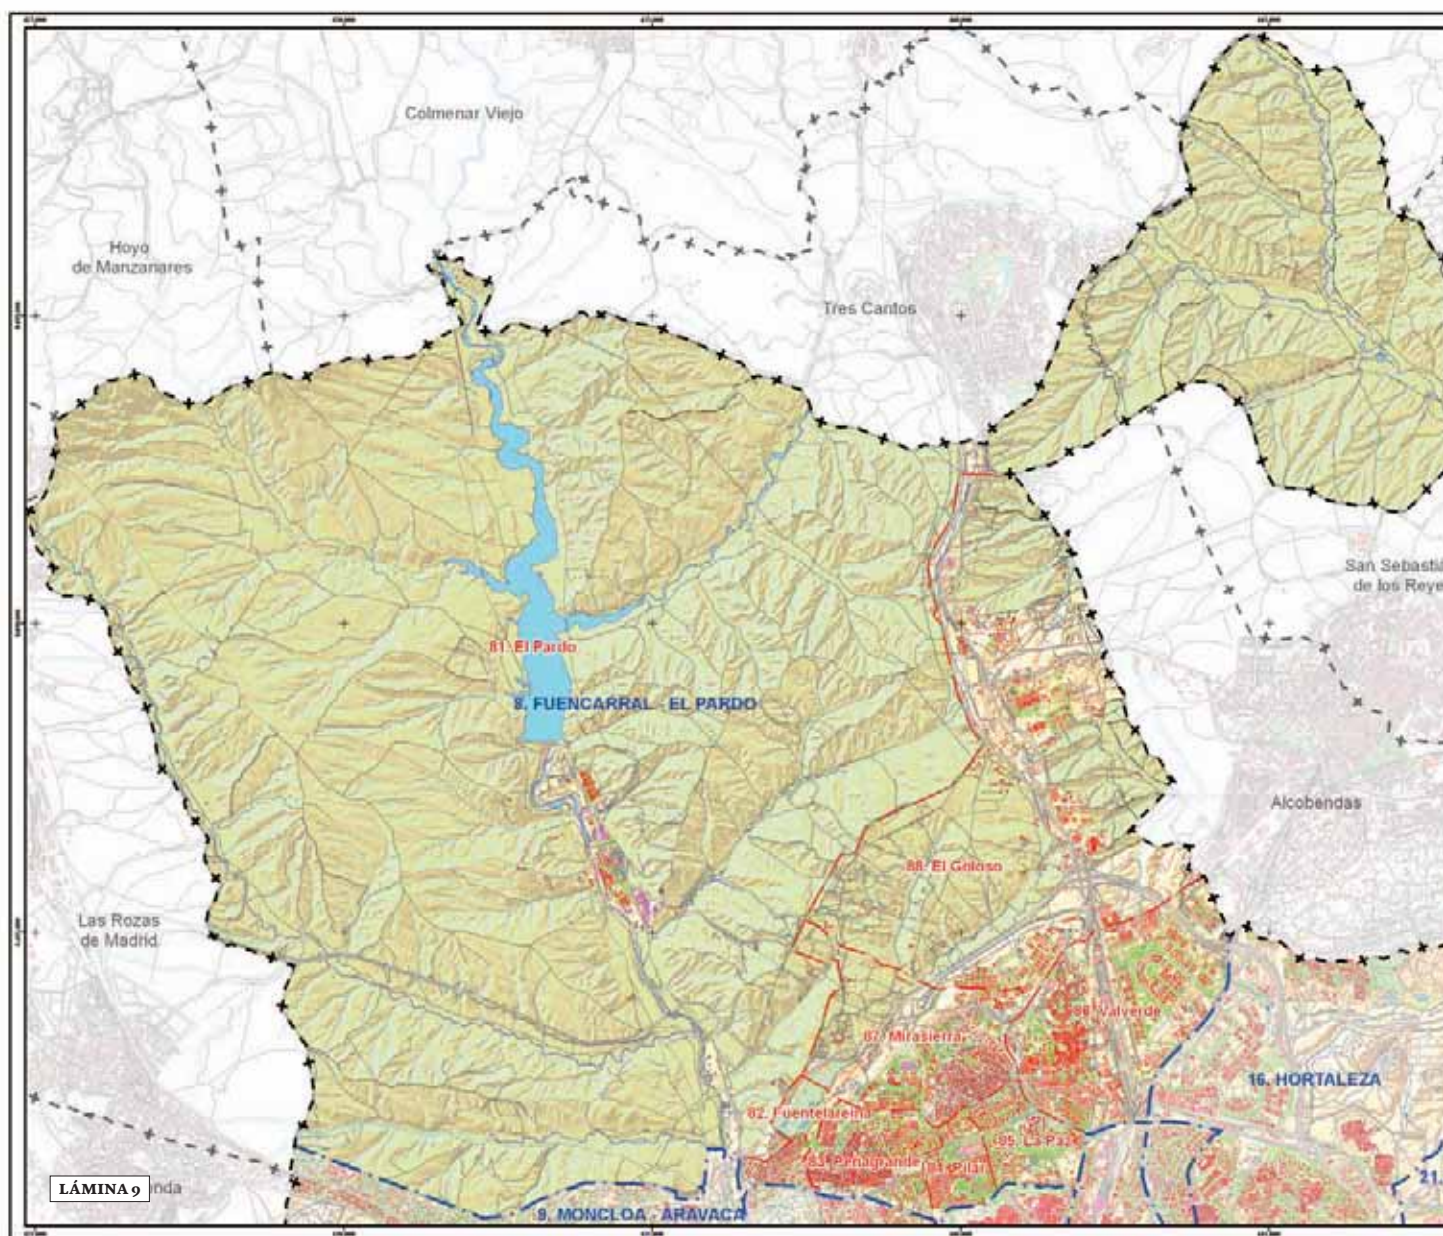 Colmenar Viejo
Hoyo
de Manzanares
Tres Cantos
San Sebastiá
de los Reye
81. El Pardo
8. FUENCARRAL - EL PARDO
Alcobendas
88. El Goloso
Las Rozas
de Madrid
86. Valverde
87. Mirasierra
16. HORTALEZA
82. Fuentelareina
85. La Paz
83. Peñagrande
84. Pilar
21.
LÁMINA 9
onda
9. MONCLOA - ARAVACA